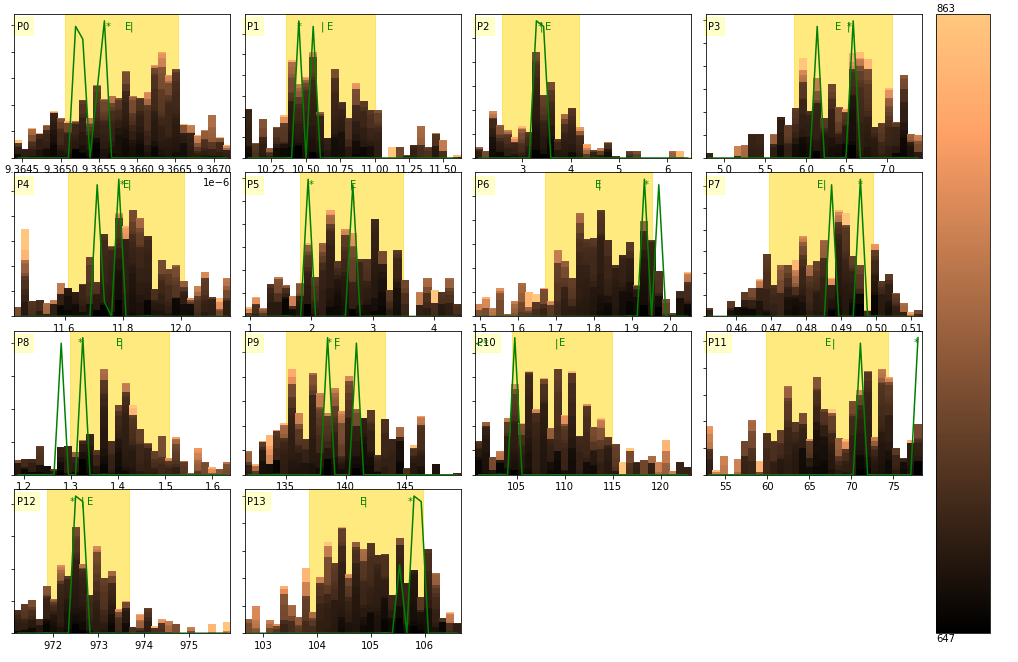 863
P0 * E|
P1 * | E
P2 * | E
P3 E | *
9.3645 9.3650 9.3655 9.3660 9.3665 9.3670
1e−6
10.25 10.50 10.75 11.00 11.25 11.50
3 4 5 6
5.0 5.5 6.0 6.5 7.0
P4 * E|
P5 * E
P6 E *
P7 E| *
11.6 11.8 12.0
1 2 3 4
1.5 1.6 1.7 1.8 1.9 2.0
0.46 0.47 0.48 0.49 0.50 0.51
P8 * E
P9 * E
P10 | E
P11 E| *
1.2 1.3 1.4 1.5 1.6
135 140 145
105 110 115 120
55 60 65 70 75
P12 * | E
P13 E| *
972 973 974 975
103 104 105 106
647